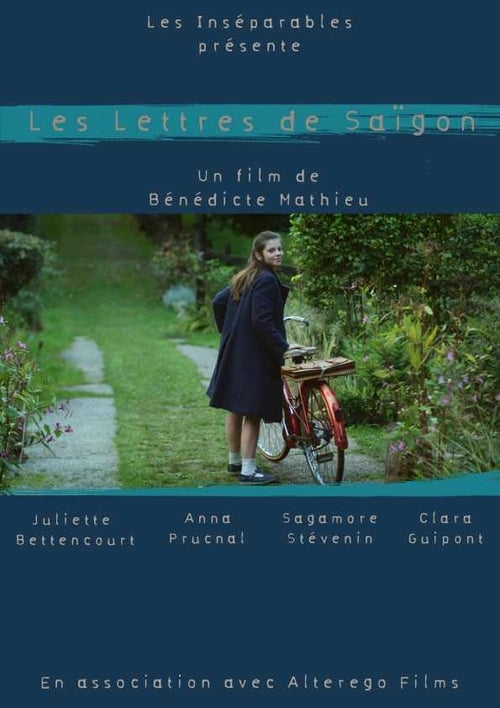 Les Inséparables
présente
Les Lettres de Saïgon
Un film de
Bénédicte Mathieu
Juliette Anna Sagamore Clara
Bettencourt Prucnal Stévenin Guipont
En association avec Alterego Films